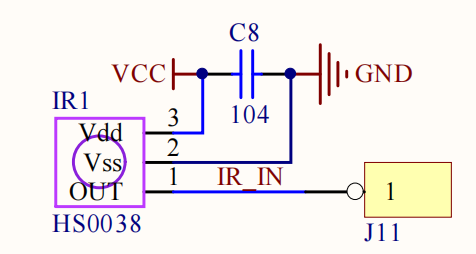 C8
VCC
GND
104
IR1
Vdd 3
Vss 2
OUT 1 IR_IN 1
HS0038
J11